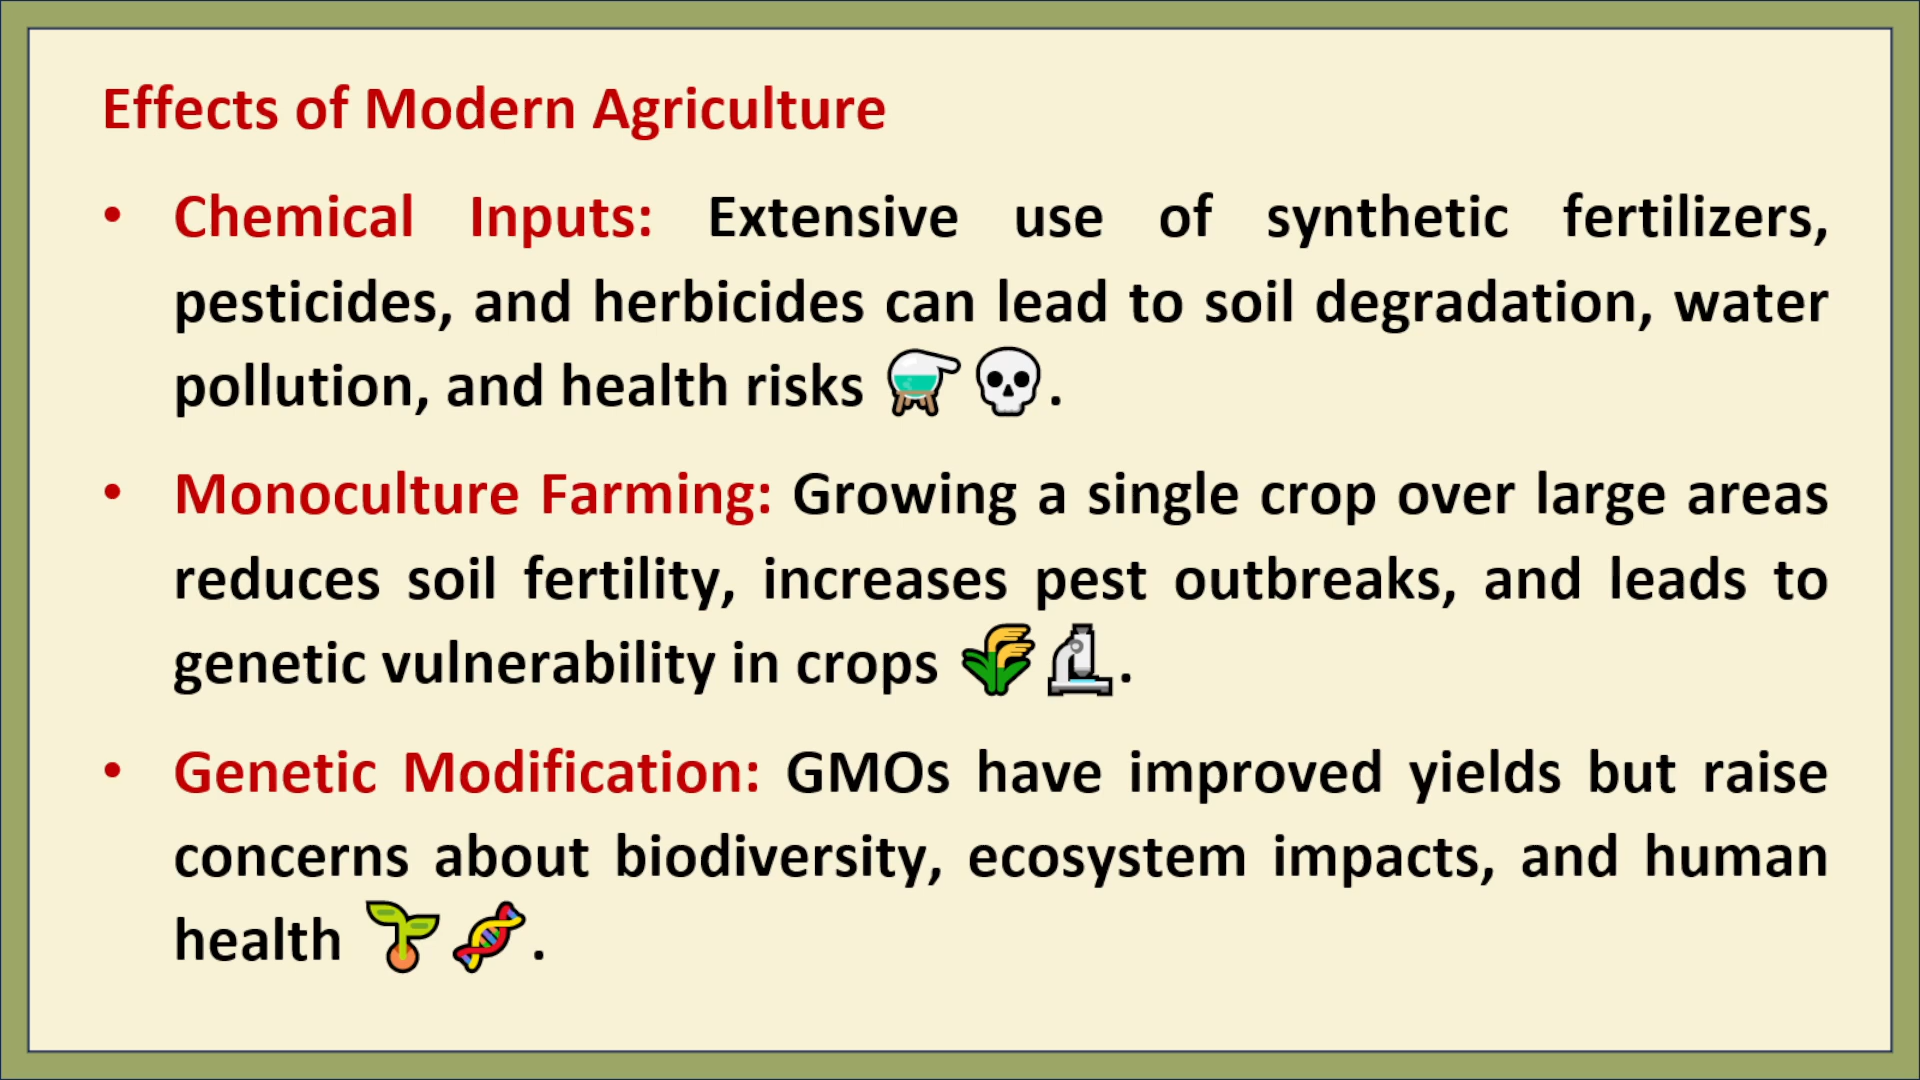 Effects of Modern Agriculture
• Chemical Inputs: Extensive use of synthetic fertilizers,
pesticides, and herbicides can lead to soil degradation, water
pollution, and health risks ⚗️💀.
• Monoculture Farming: Growing a single crop over large areas
reduces soil fertility, increases pest outbreaks, and leads to
genetic vulnerability in crops 🌾🔬.
• Genetic Modification: GMOs have improved yields but raise
concerns about biodiversity, ecosystem impacts, and human
health 🌱🧬.